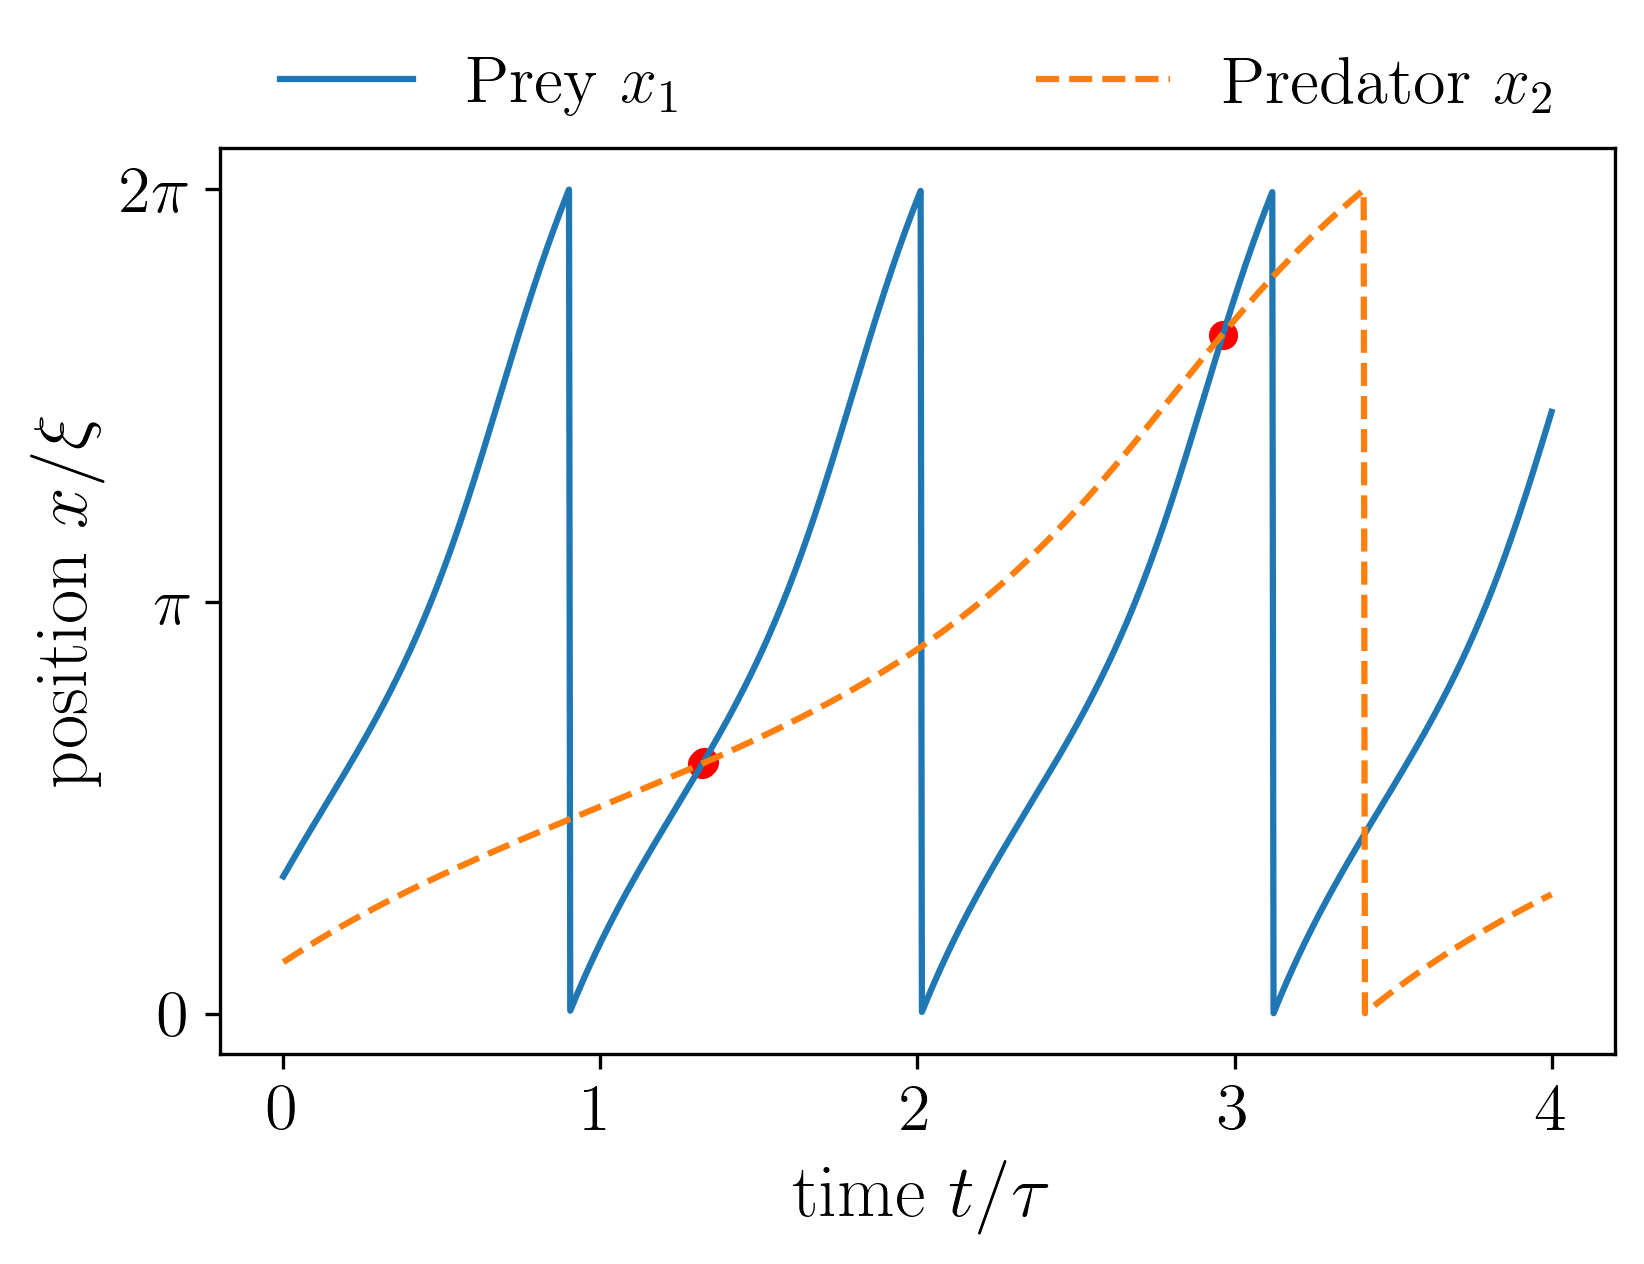 Prey x₁ Predator x₂
2π
π
0
position x/ξ
0 1 2 3 4
time t/τ